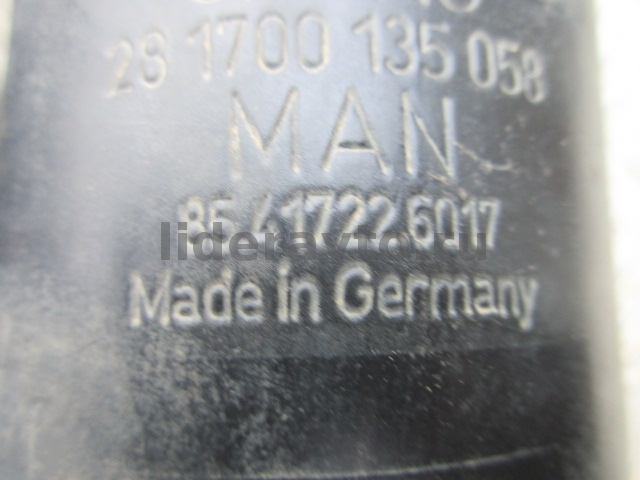 28 1700 135 058
MAN
85.41722.6017
Made in Germany